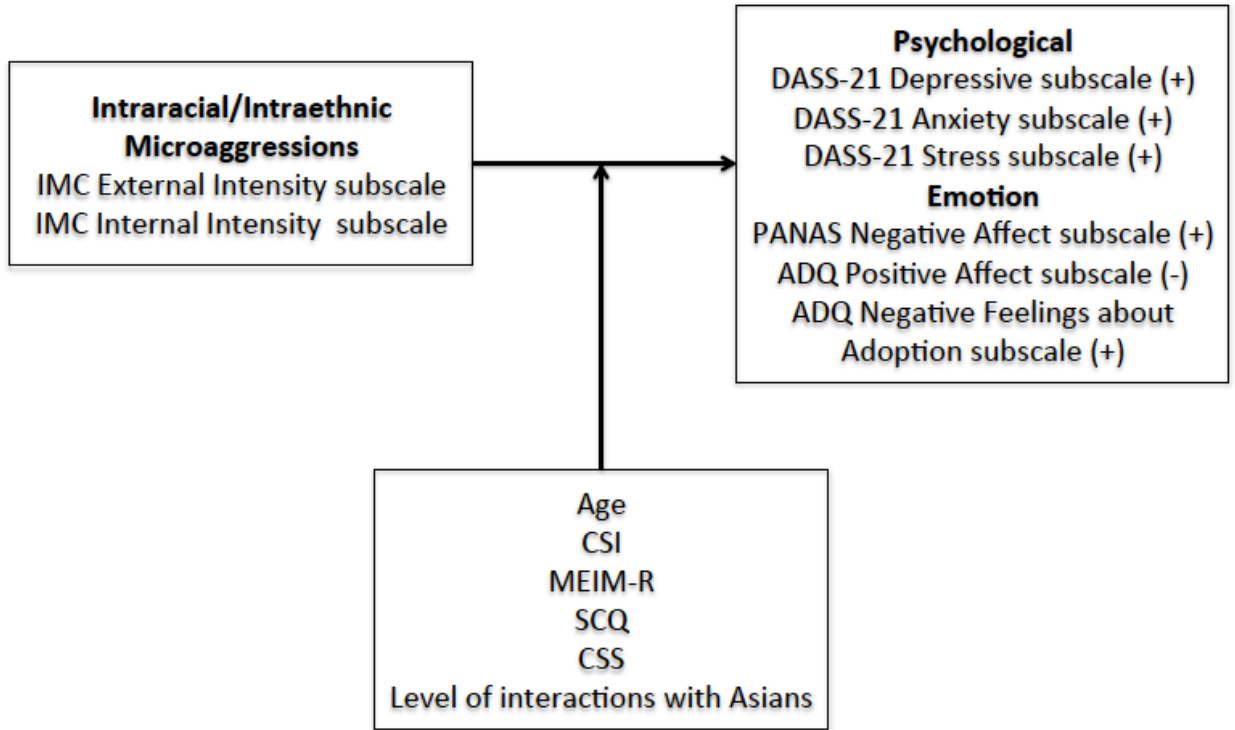 Intraracial/Intraethnic
Microaggressions
IMC External Intensity subscale
IMC Internal Intensity subscale
Psychological
DASS-21 Depressive subscale (+)
DASS-21 Anxiety subscale (+)
DASS-21 Stress subscale (+)
Emotion
PANAS Negative Affect subscale (+)
ADQ Positive Affect subscale (-)
ADQ Negative Feelings about
Adoption subscale (+)
Age
CSI
MEIM-R
SCQ
CSS
Level of interactions with Asians